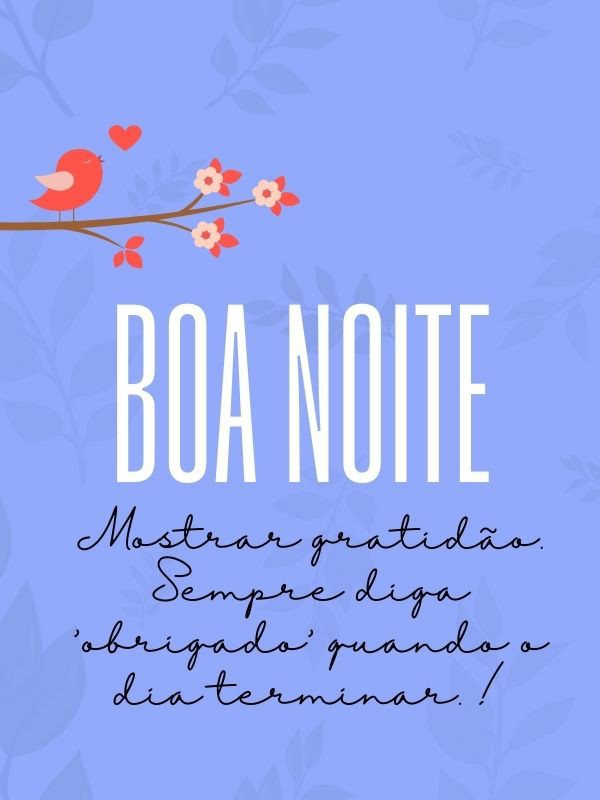 BOA NOITE
Mostrar gratidão.
Sempre diga
'obrigado' quando o
dia terminar. !